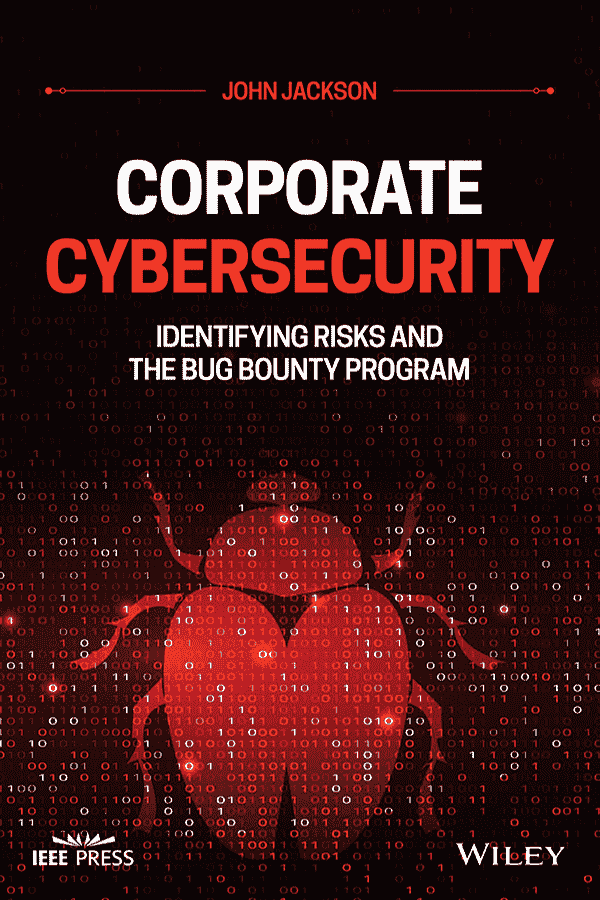 JOHN JACKSON
CORPORATE
CYBERSECURITY
IDENTIFYING RISKS AND
THE BUG BOUNTY PROGRAM
IEEE PRESS
WILEY